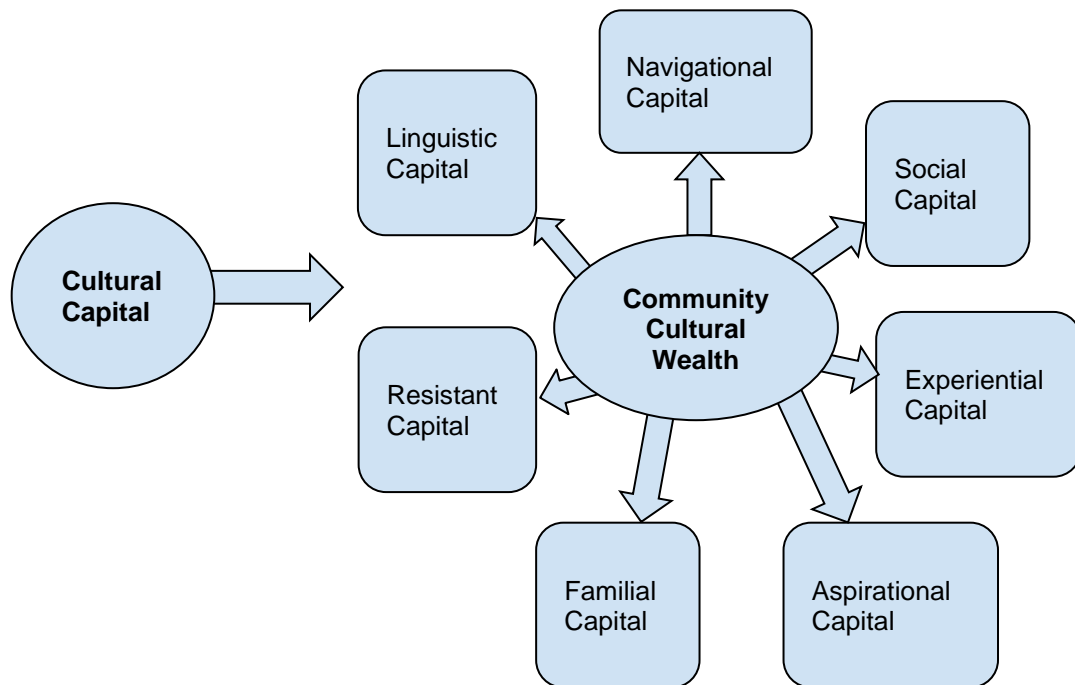 Cultural
Capital
Linguistic
Capital
Navigational
Capital
Social
Capital
Community
Cultural
Wealth
Resistant
Capital
Experiential
Capital
Familial
Capital
Aspirational
Capital